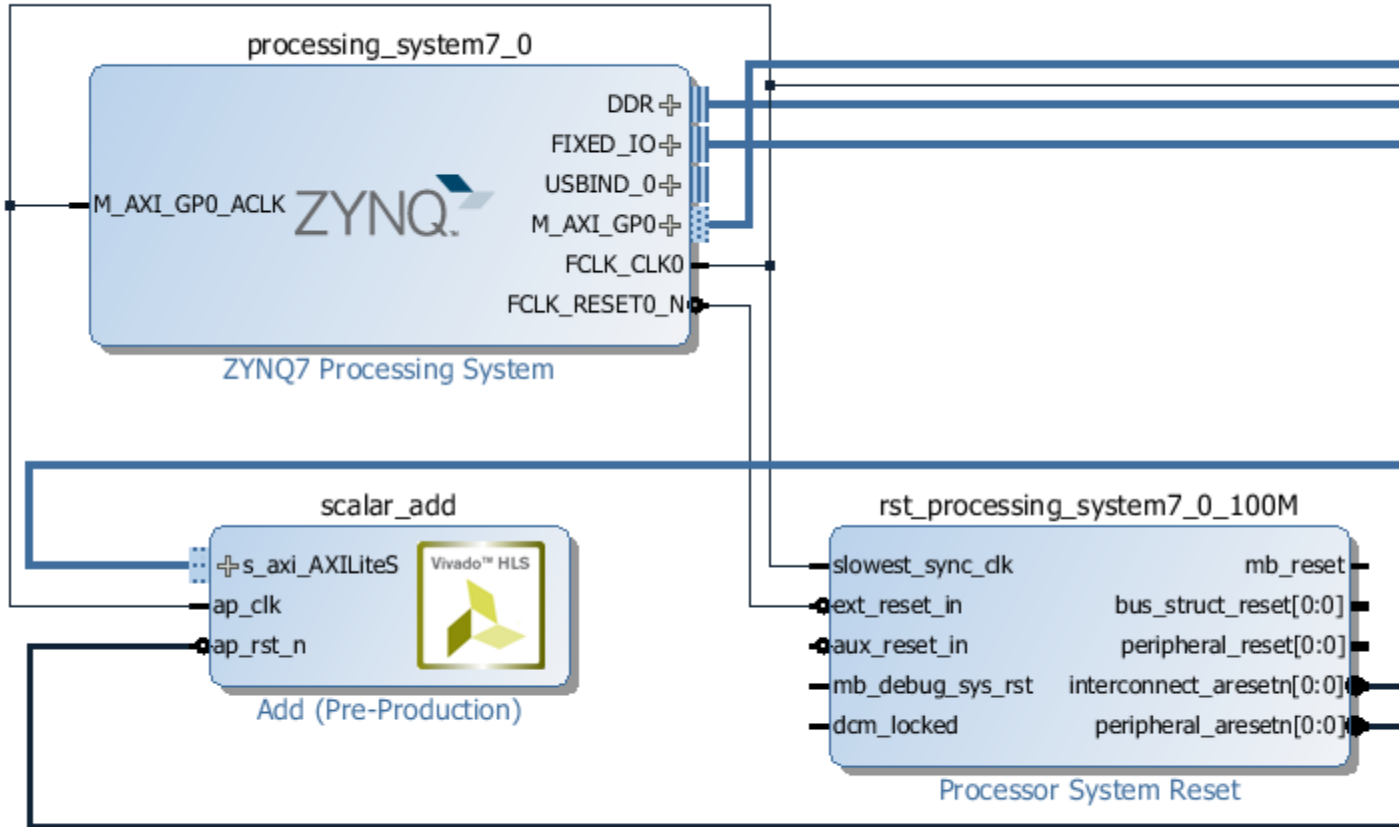 processing_system7_0
DDR
FIXED_IO
USBIND_0
M_AXI_GP0_ACLK
ZYNQ
M_AXI_GP0
FCLK_CLK0
FCLK_RESET0_N
ZYNQ7 Processing System
scalar_add
s_axi_AXILiteS
Vivado™ HLS
ap_clk
ap_rst_n
Add (Pre-Production)
rst_processing_system7_0_100M
slowest_sync_clk
mb_reset
ext_reset_in
bus_struct_reset[0:0]
aux_reset_in
peripheral_reset[0:0]
mb_debug_sys_rst
interconnect_aresetn[0:0]
dcm_locked
peripheral_aresetn[0:0]
Processor System Reset